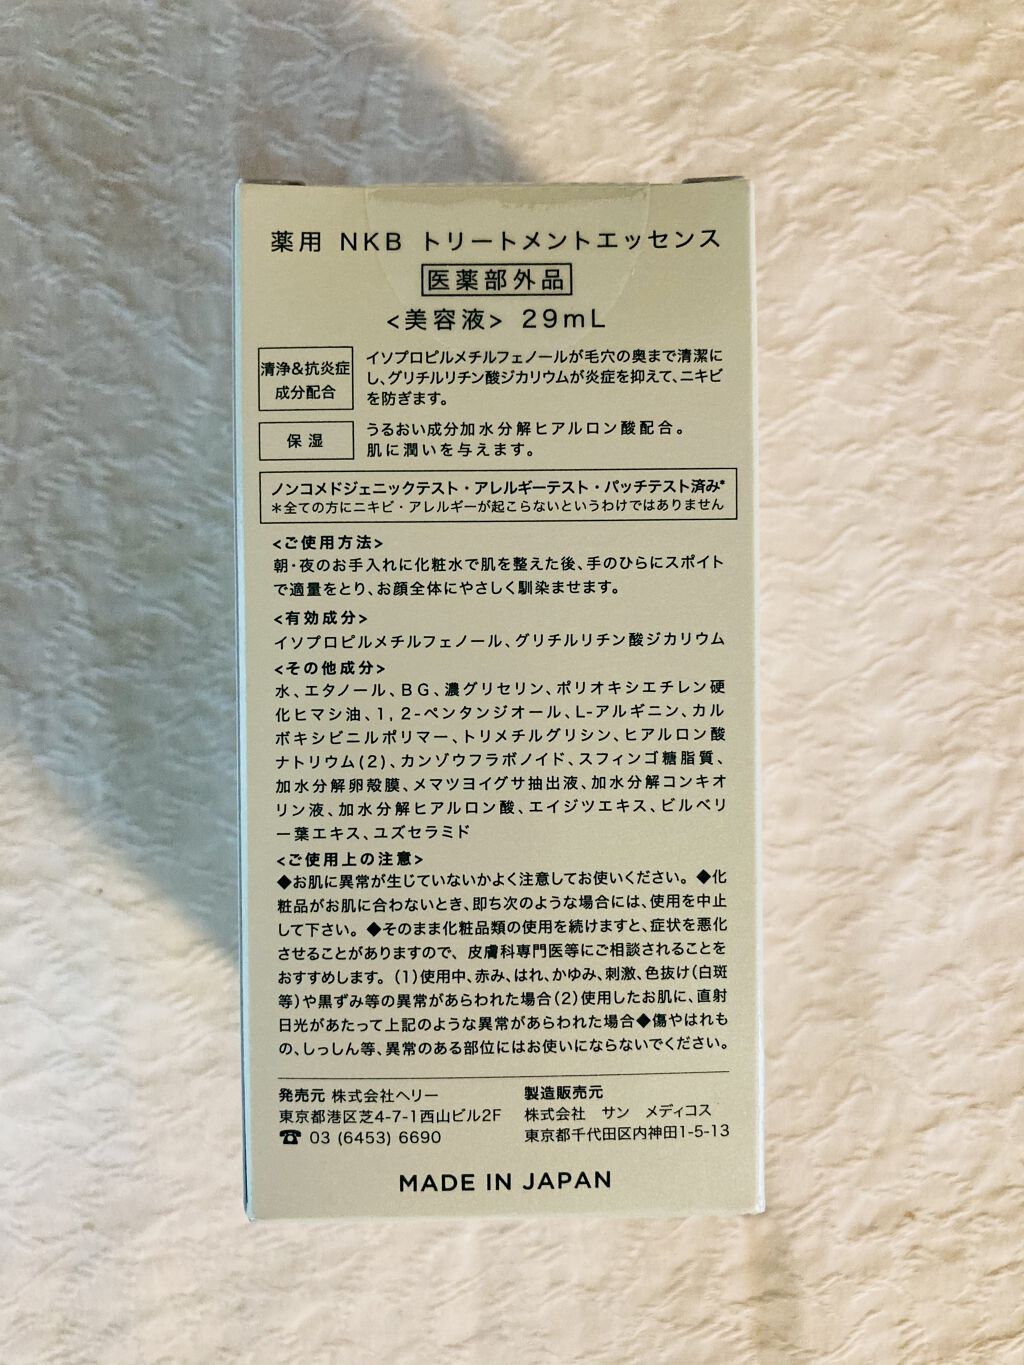 薬用 NKB トリートメントエッセンス
医薬部外品
<美容液> 29mL
清浄&抗炎症
成分配合
イソプロピルメチルフェノールが毛穴の奥まで清潔に
し、グリチルリチン酸ジカリウムが炎症を抑えて、ニキビ
を防ぎます。
保湿
うるおい成分加水分解ヒアルロン酸配合。
肌に潤いを与えます。
ノンコメドジェニックテスト・アレルギーテスト・パッチテスト済み*
*全ての方にニキビ・アレルギーが起こらないというわけではありません
<ご使用方法>
朝・夜のお手入れに化粧水で肌を整えた後、手のひらにスポイト
で適量をとり、お顔全体にやさしく馴染ませます。
<有効成分>
イソプロピルメチルフェノール、グリチルリチン酸ジカリウム
<その他成分>
水、エタノール、BG、濃グリセリン、ポリオキシエチレン硬
化ヒマシ油、1,2-ペンタンジオール、L-アルギニン、カル
ボキシビニルポリマー、トリメチルグリシン、ヒアルロン酸
ナトリウム(2)、カンゾウフラボノイド、スフィンゴ糖脂質、
加水分解卵殻膜、メマツヨイグサ抽出液、加水分解コンキオ
リン液、加水分解ヒアルロン酸、エイジツエキス、ビルベリ
ー葉エキス、ユズセラミド
<ご使用上の注意>
◆お肌に異常が生じていないかよく注意してお使いください。◆化
粧品がお肌に合わないとき、即ち次のような場合には、使用を中止
して下さい。◆そのまま化粧品類の使用を続けますと、症状を悪化
させることがありますので、皮膚科専門医等にご相談されることを
おすすめします。(1)使用中、赤み、はれ、かゆみ、刺激、色抜け(白斑
等)や黒ずみ等の異常があらわれた場合(2)使用したお肌に、直射
日光があたって上記のような異常があらわれた場合◆傷やはれも
の、しっしん等、異常のある部位にはお使いにならないでください。
発売元 株式会社ヘリー
東京都港区芝4-7-1西山ビル2F
☎ 03 (6453) 6690
製造販売元
株式会社 サン メディコス
東京都千代田区内神田1-5-13
MADE IN JAPAN